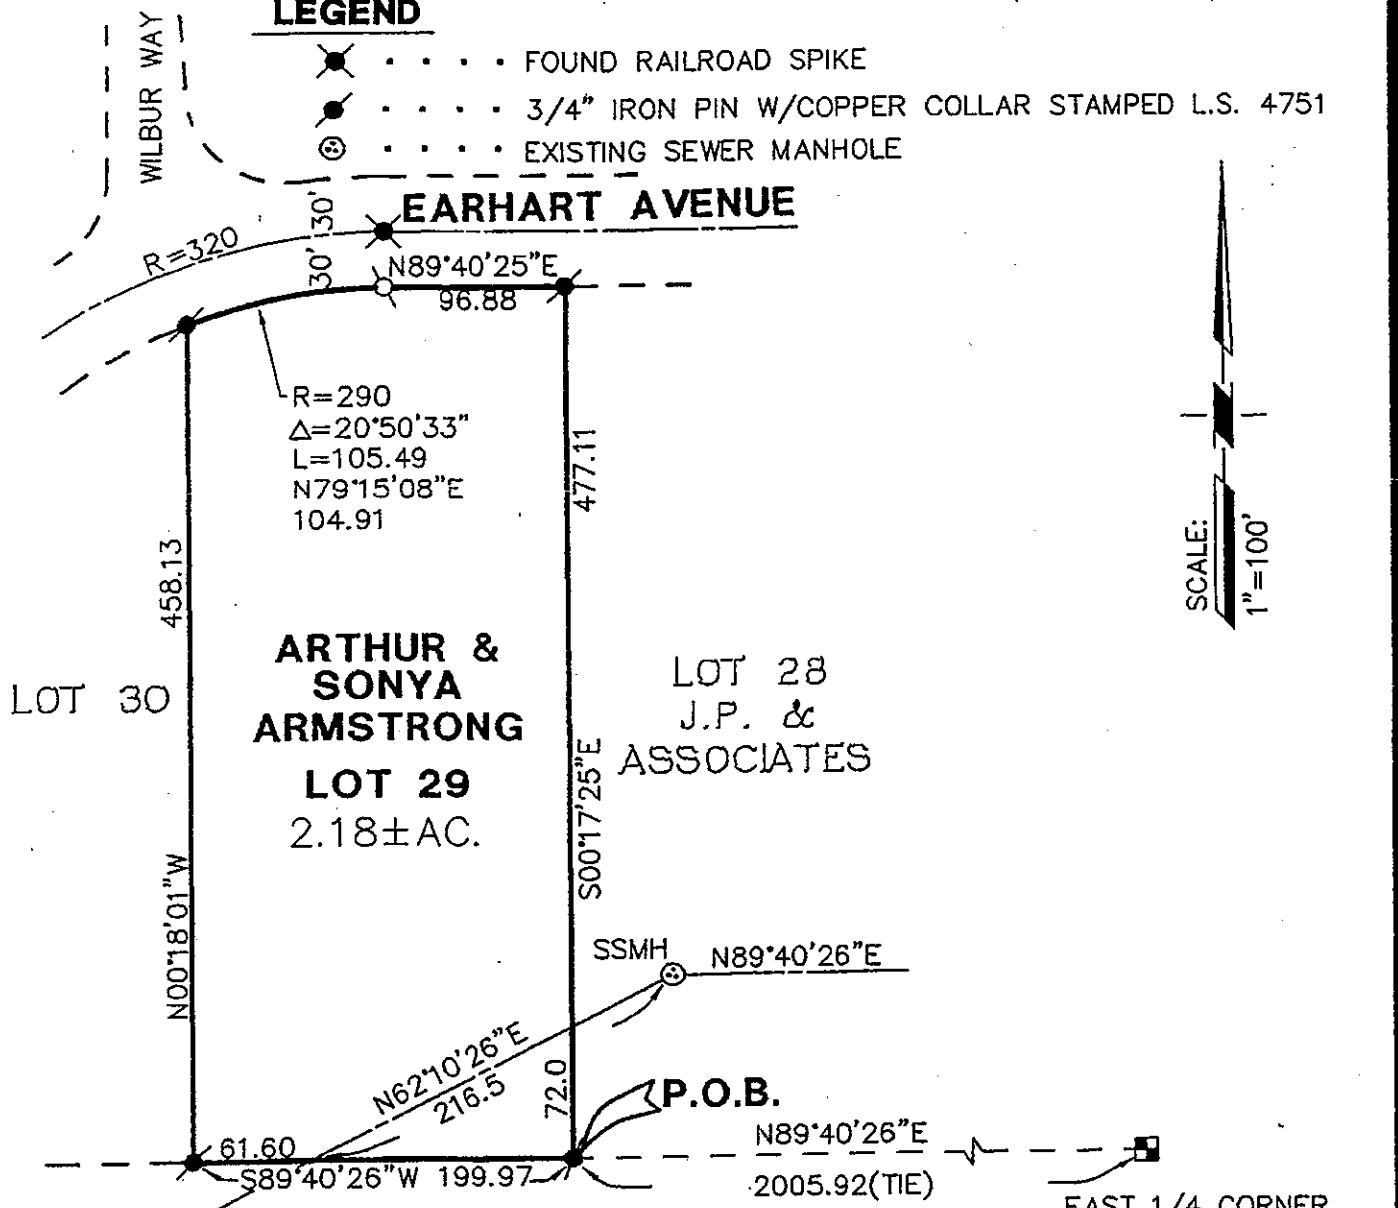 LEGEND
FOUND RAILROAD SPIKE
3/4" IRON PIN W/COPPER COLLAR STAMPED L.S. 4751
EXISTING SEWER MANHOLE
WILBUR WAY
EARHART AVENUE
R=320
30' 30'
N89°40'25"E
96.88
R=290
Δ=20°50'33"
L=105.49
N79°15'08"E
104.91
477.11
458.13
SCALE:
1"=100'
ARTHUR &
SONYA
ARMSTRONG
LOT 29
2.18±AC.
LOT 30
LOT 28
J.P. &
ASSOCIATES
S00°17'25"E
N00°18'01"W
SSMH
N89°40'26"E
N62°10'26"E
216.5
72.0
P.O.B.
N89°40'26"E
2005.92(TIE)
61.60
S89°40'26"W 199.97
EAST 1/4 CORNER